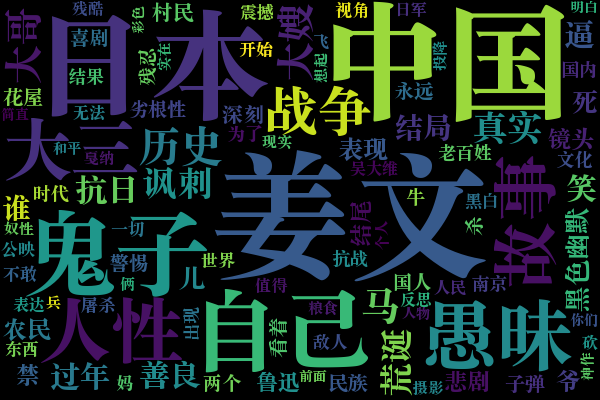 残酷
大哥
喜剧
彩色
村民
日本
震撼
大嫂
视角
日军
中国
明白
逼
结果
残忍
实在
开始
飞
想起
投降
国内
花屋
简直
无法
劣根性
深刻
战争
永远
死
大三
和平
戛纳
历史
为了
现实
表现
结局
真实
镜头
文化
老百姓
吴大维
谁
时代
抗日
讽刺
姜文
牛
黑白
故事
笑
奴性
鬼子
一切
结尾
个人
杀
黑色幽默
公映
警惕
世界
抗战
不敢
俩
儿
值得
国人
人民
南京
表达
兵
屠杀
人性
出现
自己
粮食
马
反思
人物
愚昧
你们
农民
看着
敌人
荒诞
砍
东西
禁
过年
妈
善良
两个
鲁迅
前面
民族
摄影
悲剧
子弹
爷
神作